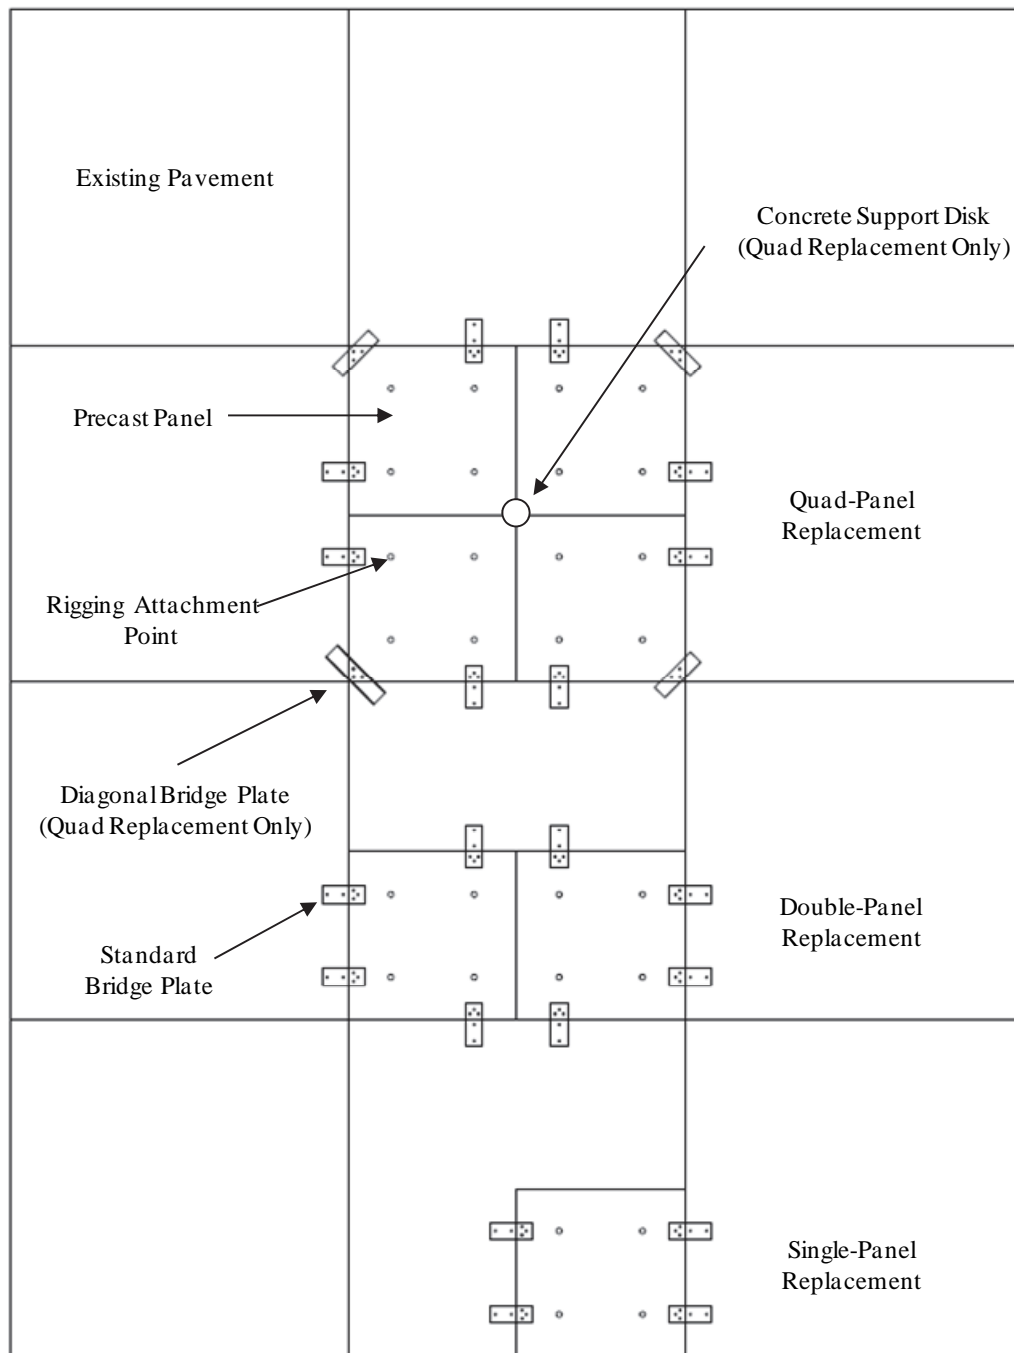 Existing Pavement
Concrete Support Disk
(Quad Replacement Only)
Precast Panel
Quad-Panel
Replacement
Rigging Attachment
Point
Diagonal Bridge Plate
(Quad Replacement Only)
Double-Panel
Replacement
Standard
Bridge Plate
Single-Panel
Replacement